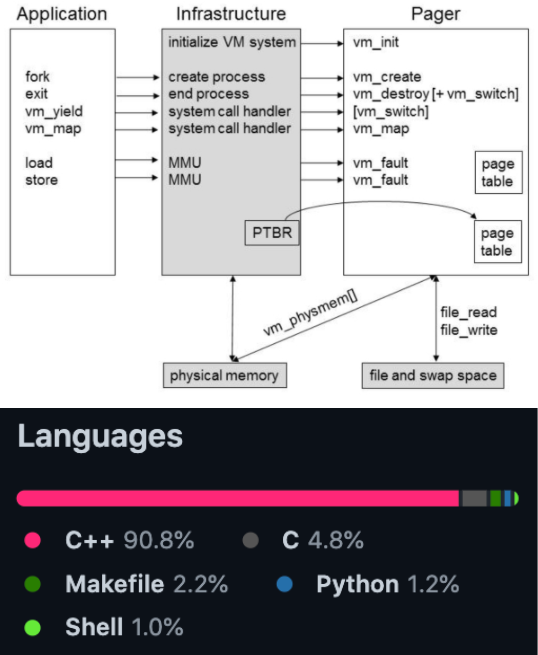 Application Infrastructure Pager
initialize VM system vm_init
fork create process vm_create
exit end process vm_destroy [+ vm_switch]
vm_yield system call handler [vm_switch]
vm_map system call handler vm_map
load MMU vm_fault
store MMU vm_fault
page
table
PTBR
page
table
vm_physmem[]
file_read
file_write
physical memory file and swap space
Languages
C++ 90.8% C 4.8%
Makefile 2.2% Python 1.2%
Shell 1.0%